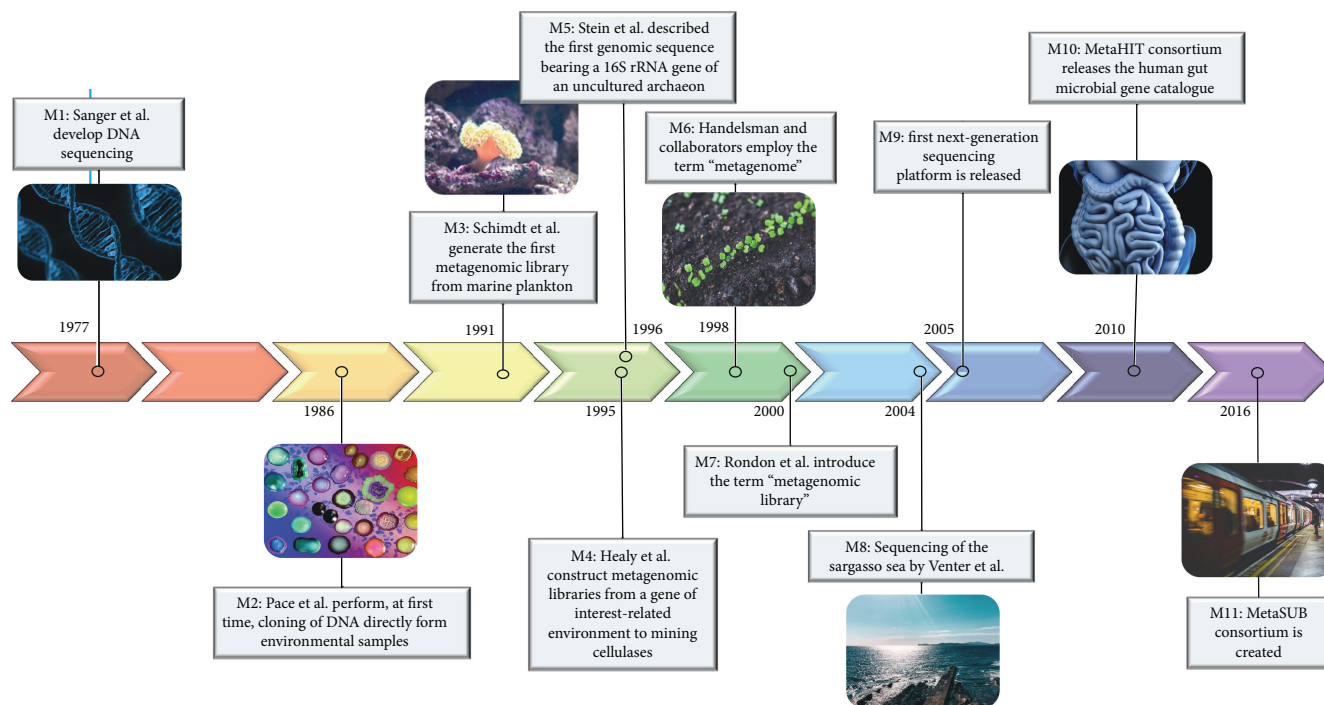 M1: Sanger et al.
develop DNA
sequencing
1977
1986
M2: Pace et al. perform, at first
time, cloning of DNA directly form
environmental samples
M3: Schimdt et al.
generate the first
metagenomic library
from marine plankton
1991
M5: Stein et al. described
the first genomic sequence
bearing a 16S rRNA gene of
an uncultured archaeon
1996
1995
M4: Healy et al.
construct metagenomic
libraries from a gene of
interest-related
environment to mining
cellulases
M6: Handelsman and
collaborators employ the
term “metagenome”
1998
2000
M7: Rondon et al. introduce
the term “metagenomic
library”
2004
M8: Sequencing of the
sargasso sea by Venter et al.
M9: first next-generation
sequencing
platform is released
2005
M10: MetaHIT consortium
releases the human gut
microbial gene catalogue
2010
2016
M11: MetaSUB
consortium is
created